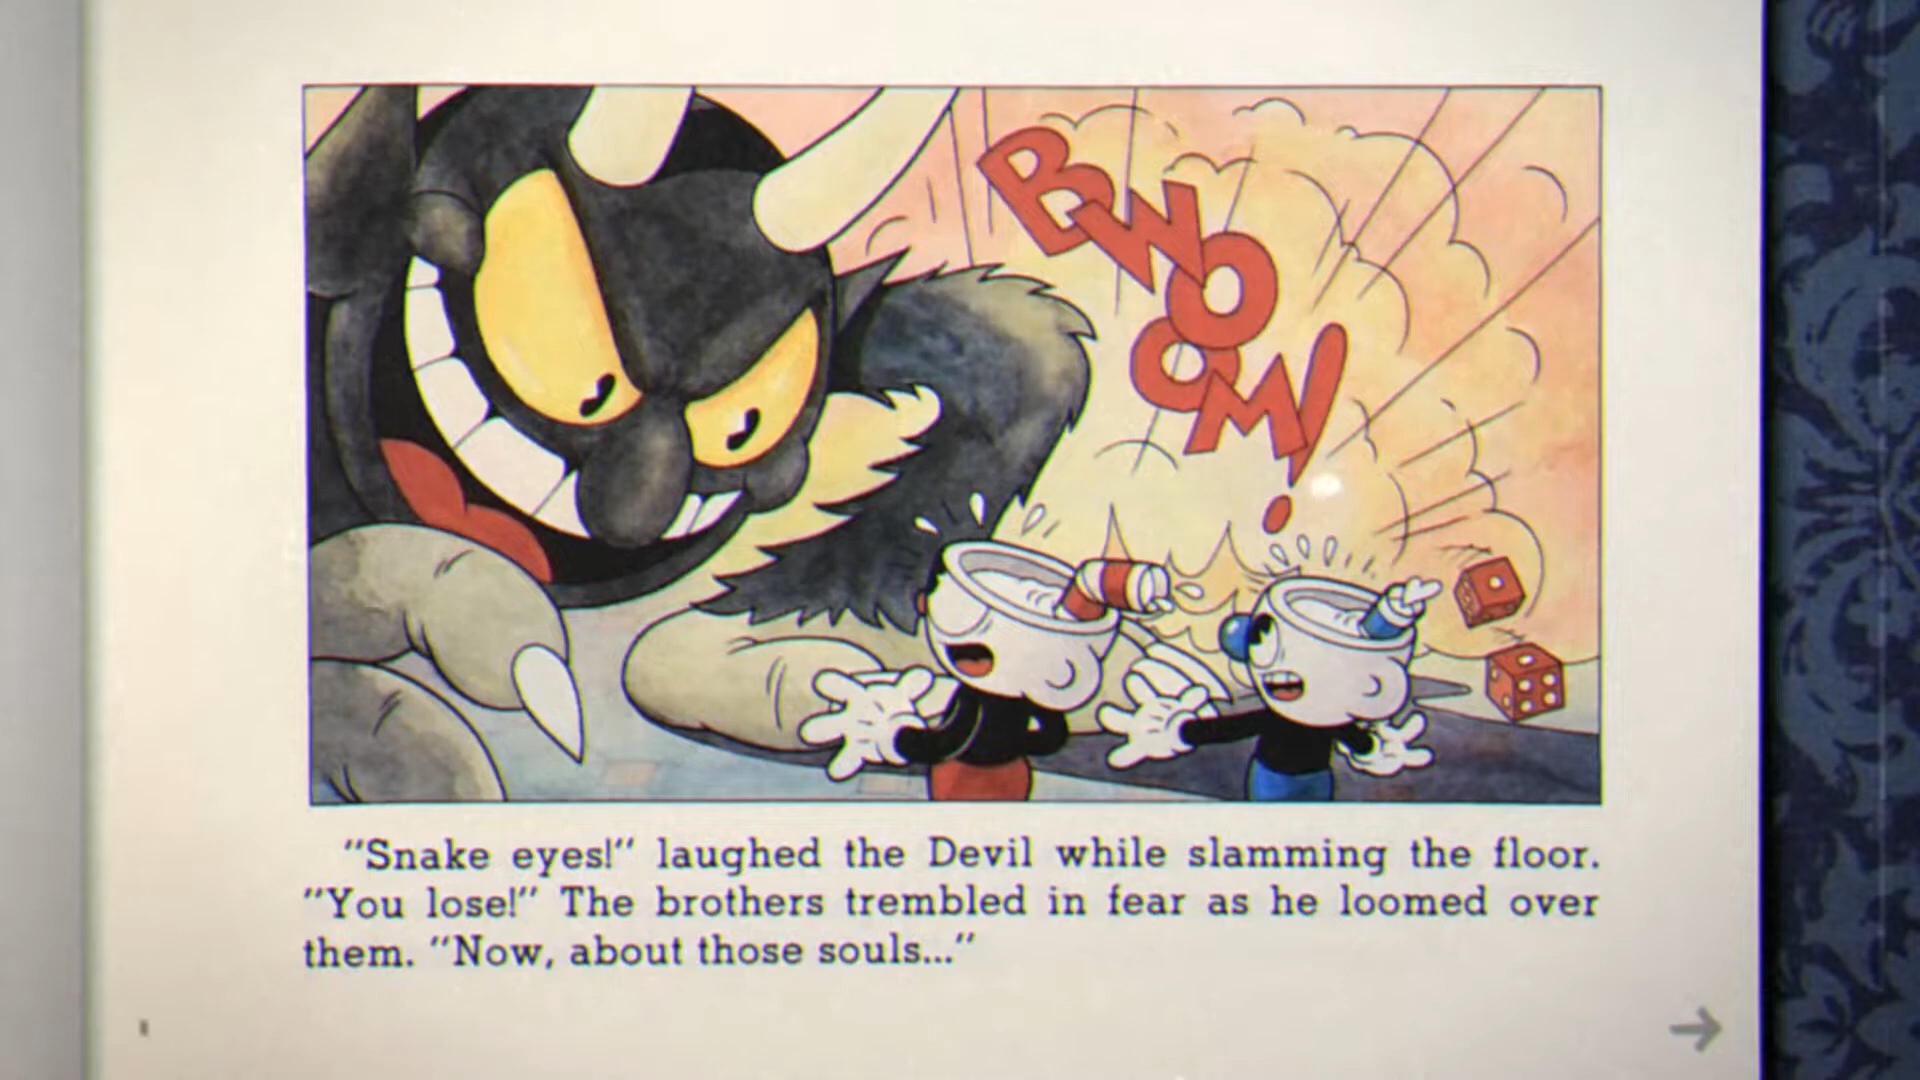 BWOOM!
"Snake eyes!" laughed the Devil while slamming the floor.
"You lose!" The brothers trembled in fear as he loomed over
them. "Now, about those souls..."